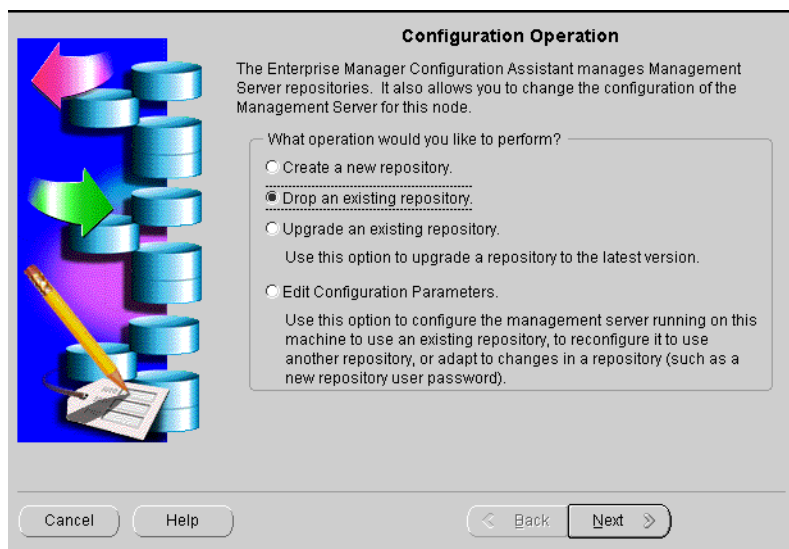 Configuration Operation
The Enterprise Manager Configuration Assistant manages Management
Server repositories. It also allows you to change the configuration of the
Management Server for this node.
What operation would you like to perform?
Create a new repository.
Drop an existing repository.
Upgrade an existing repository.
Use this option to upgrade a repository to the latest version.
Edit Configuration Parameters.
Use this option to configure the management server running on this
machine to use an existing repository, to reconfigure it to use
another repository, or adapt to changes in a repository (such as a
new repository user password).
Cancel
Help
Back
Next